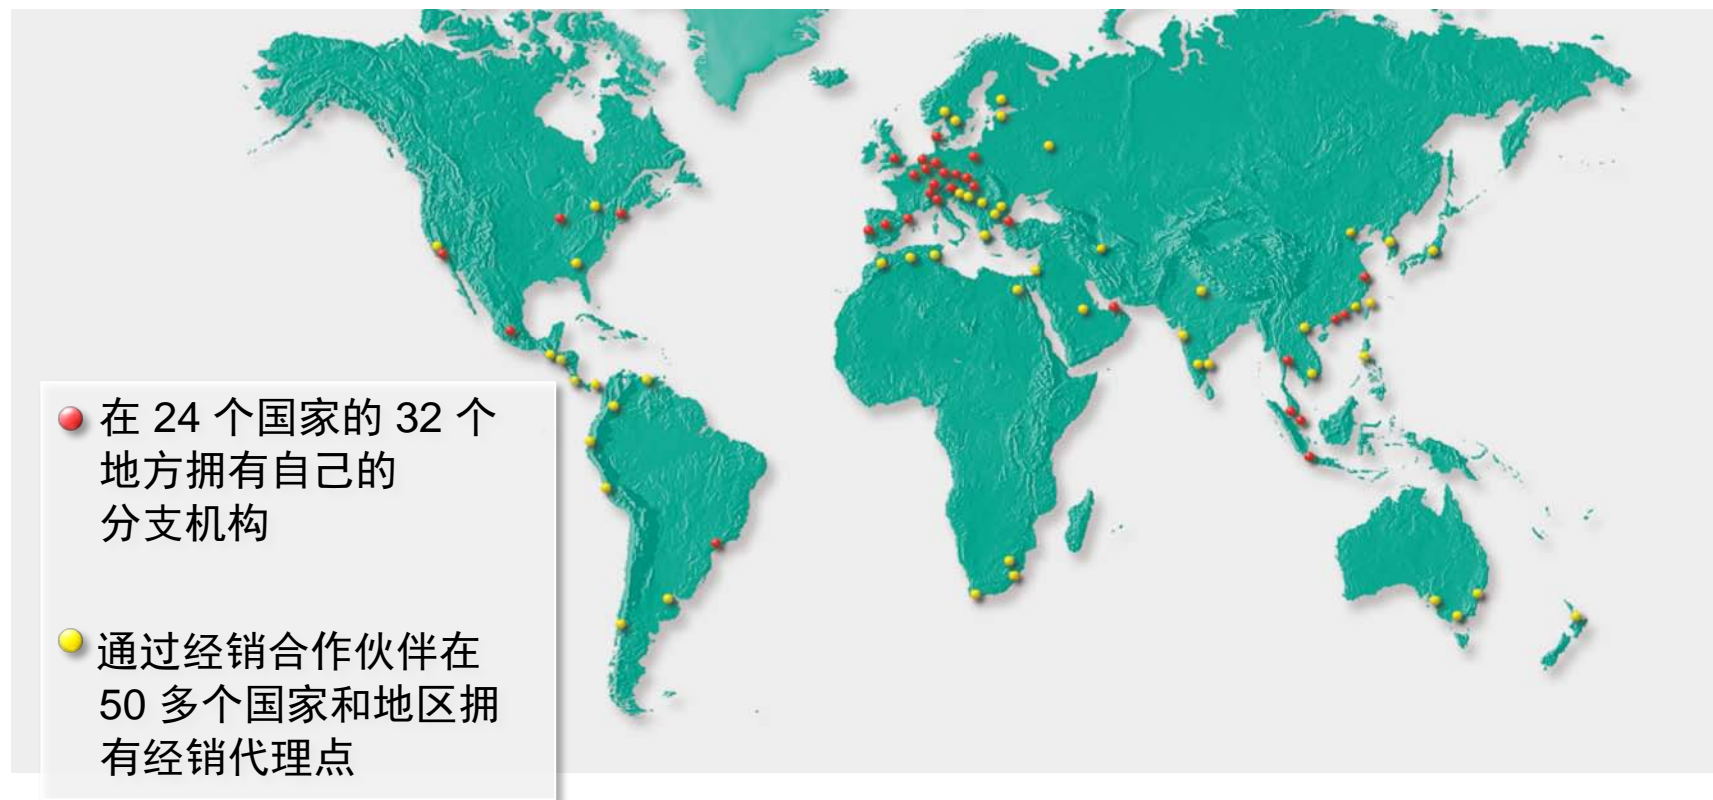 在 24 个国家的 32 个
地方拥有自己的
分支机构
通过经销合作伙伴在
50 多个国家和地区拥
有经销代理点